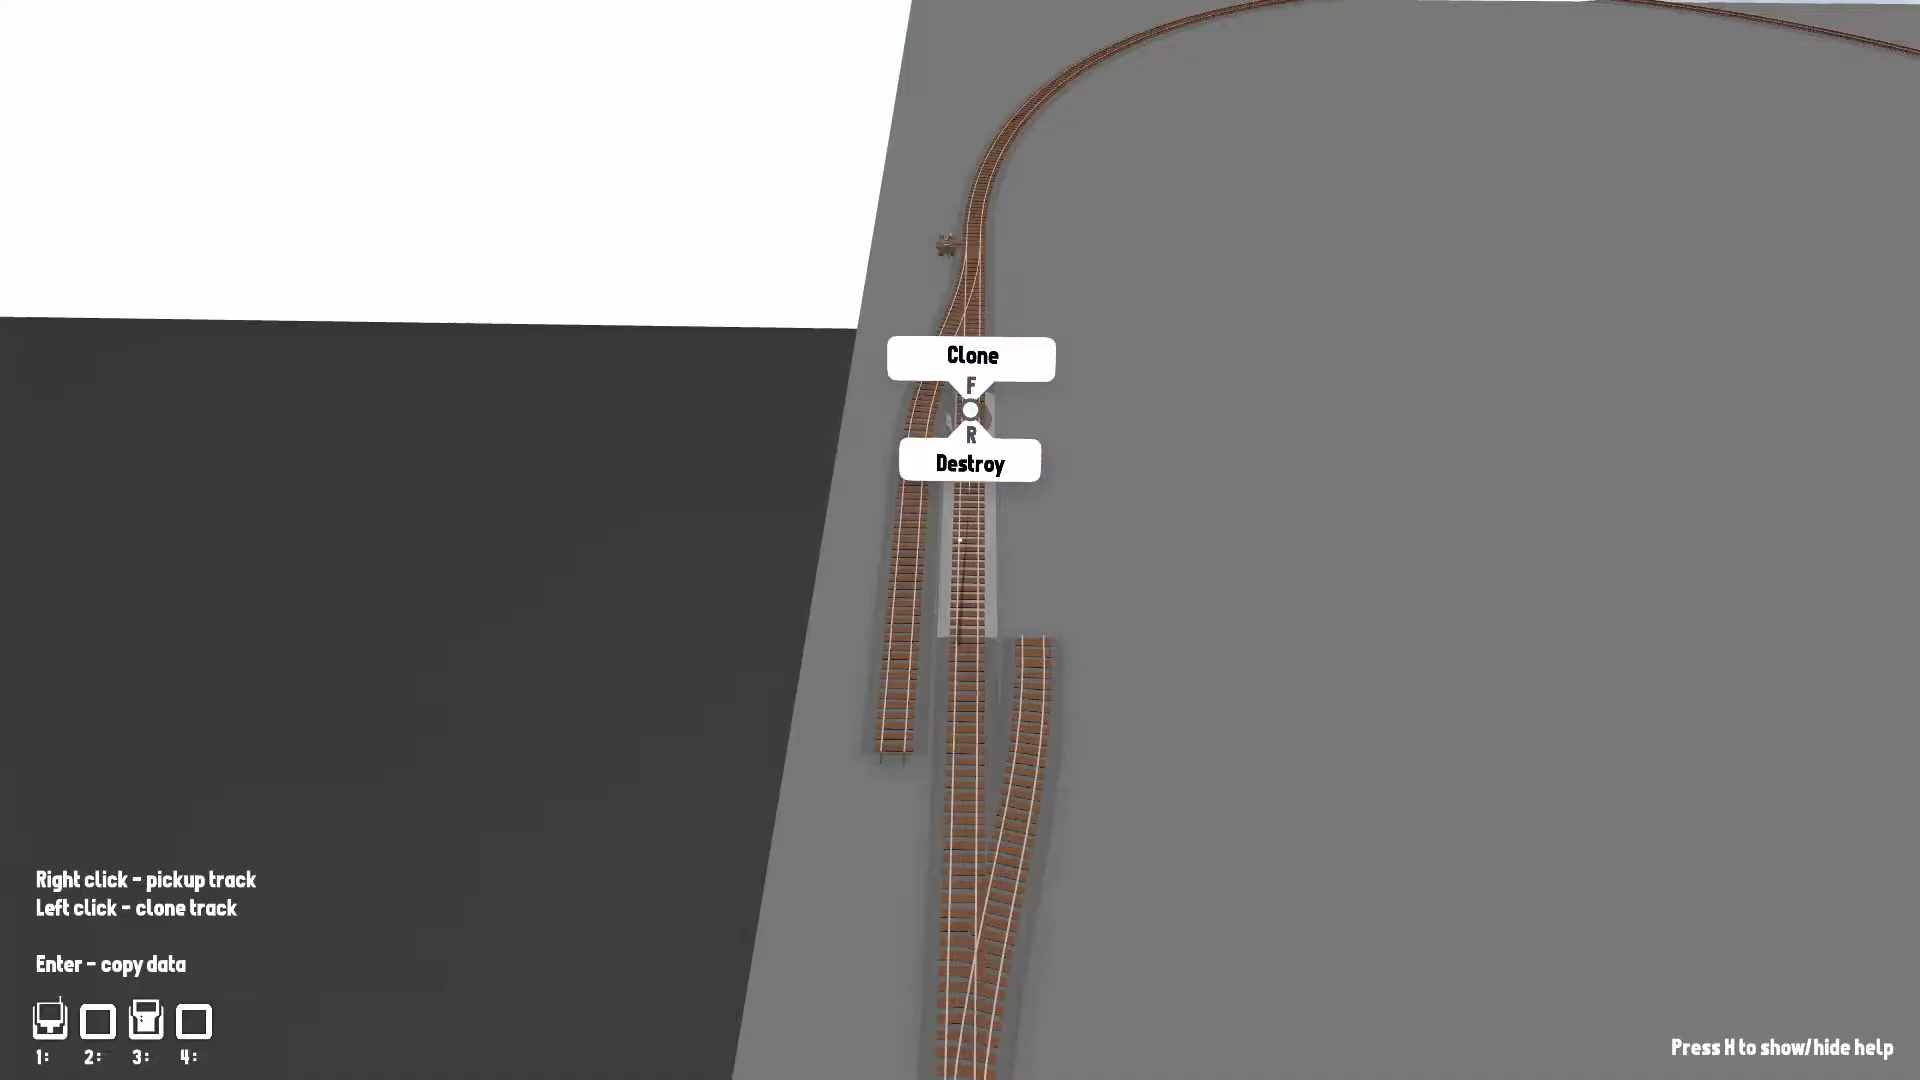 Clone
F
R
Destroy
Right click - pickup track
Left click - clone track
Enter - copy data
1: 2: 3: 4:
Press H to show/hide help